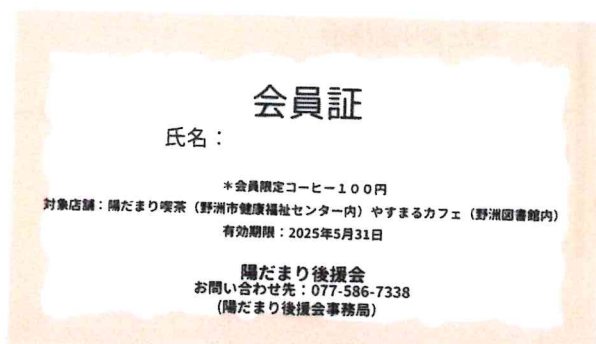 会員証
氏名：
＊会員限定コーヒー１００円
対象店舗：陽だまり喫茶（野洲市健康福祉センター内）やすまるカフェ（野洲図書館内）
有効期限：2025年5月31日
陽だまり後援会
お問い合わせ先：077-586-7338
(陽だまり後援会事務局)